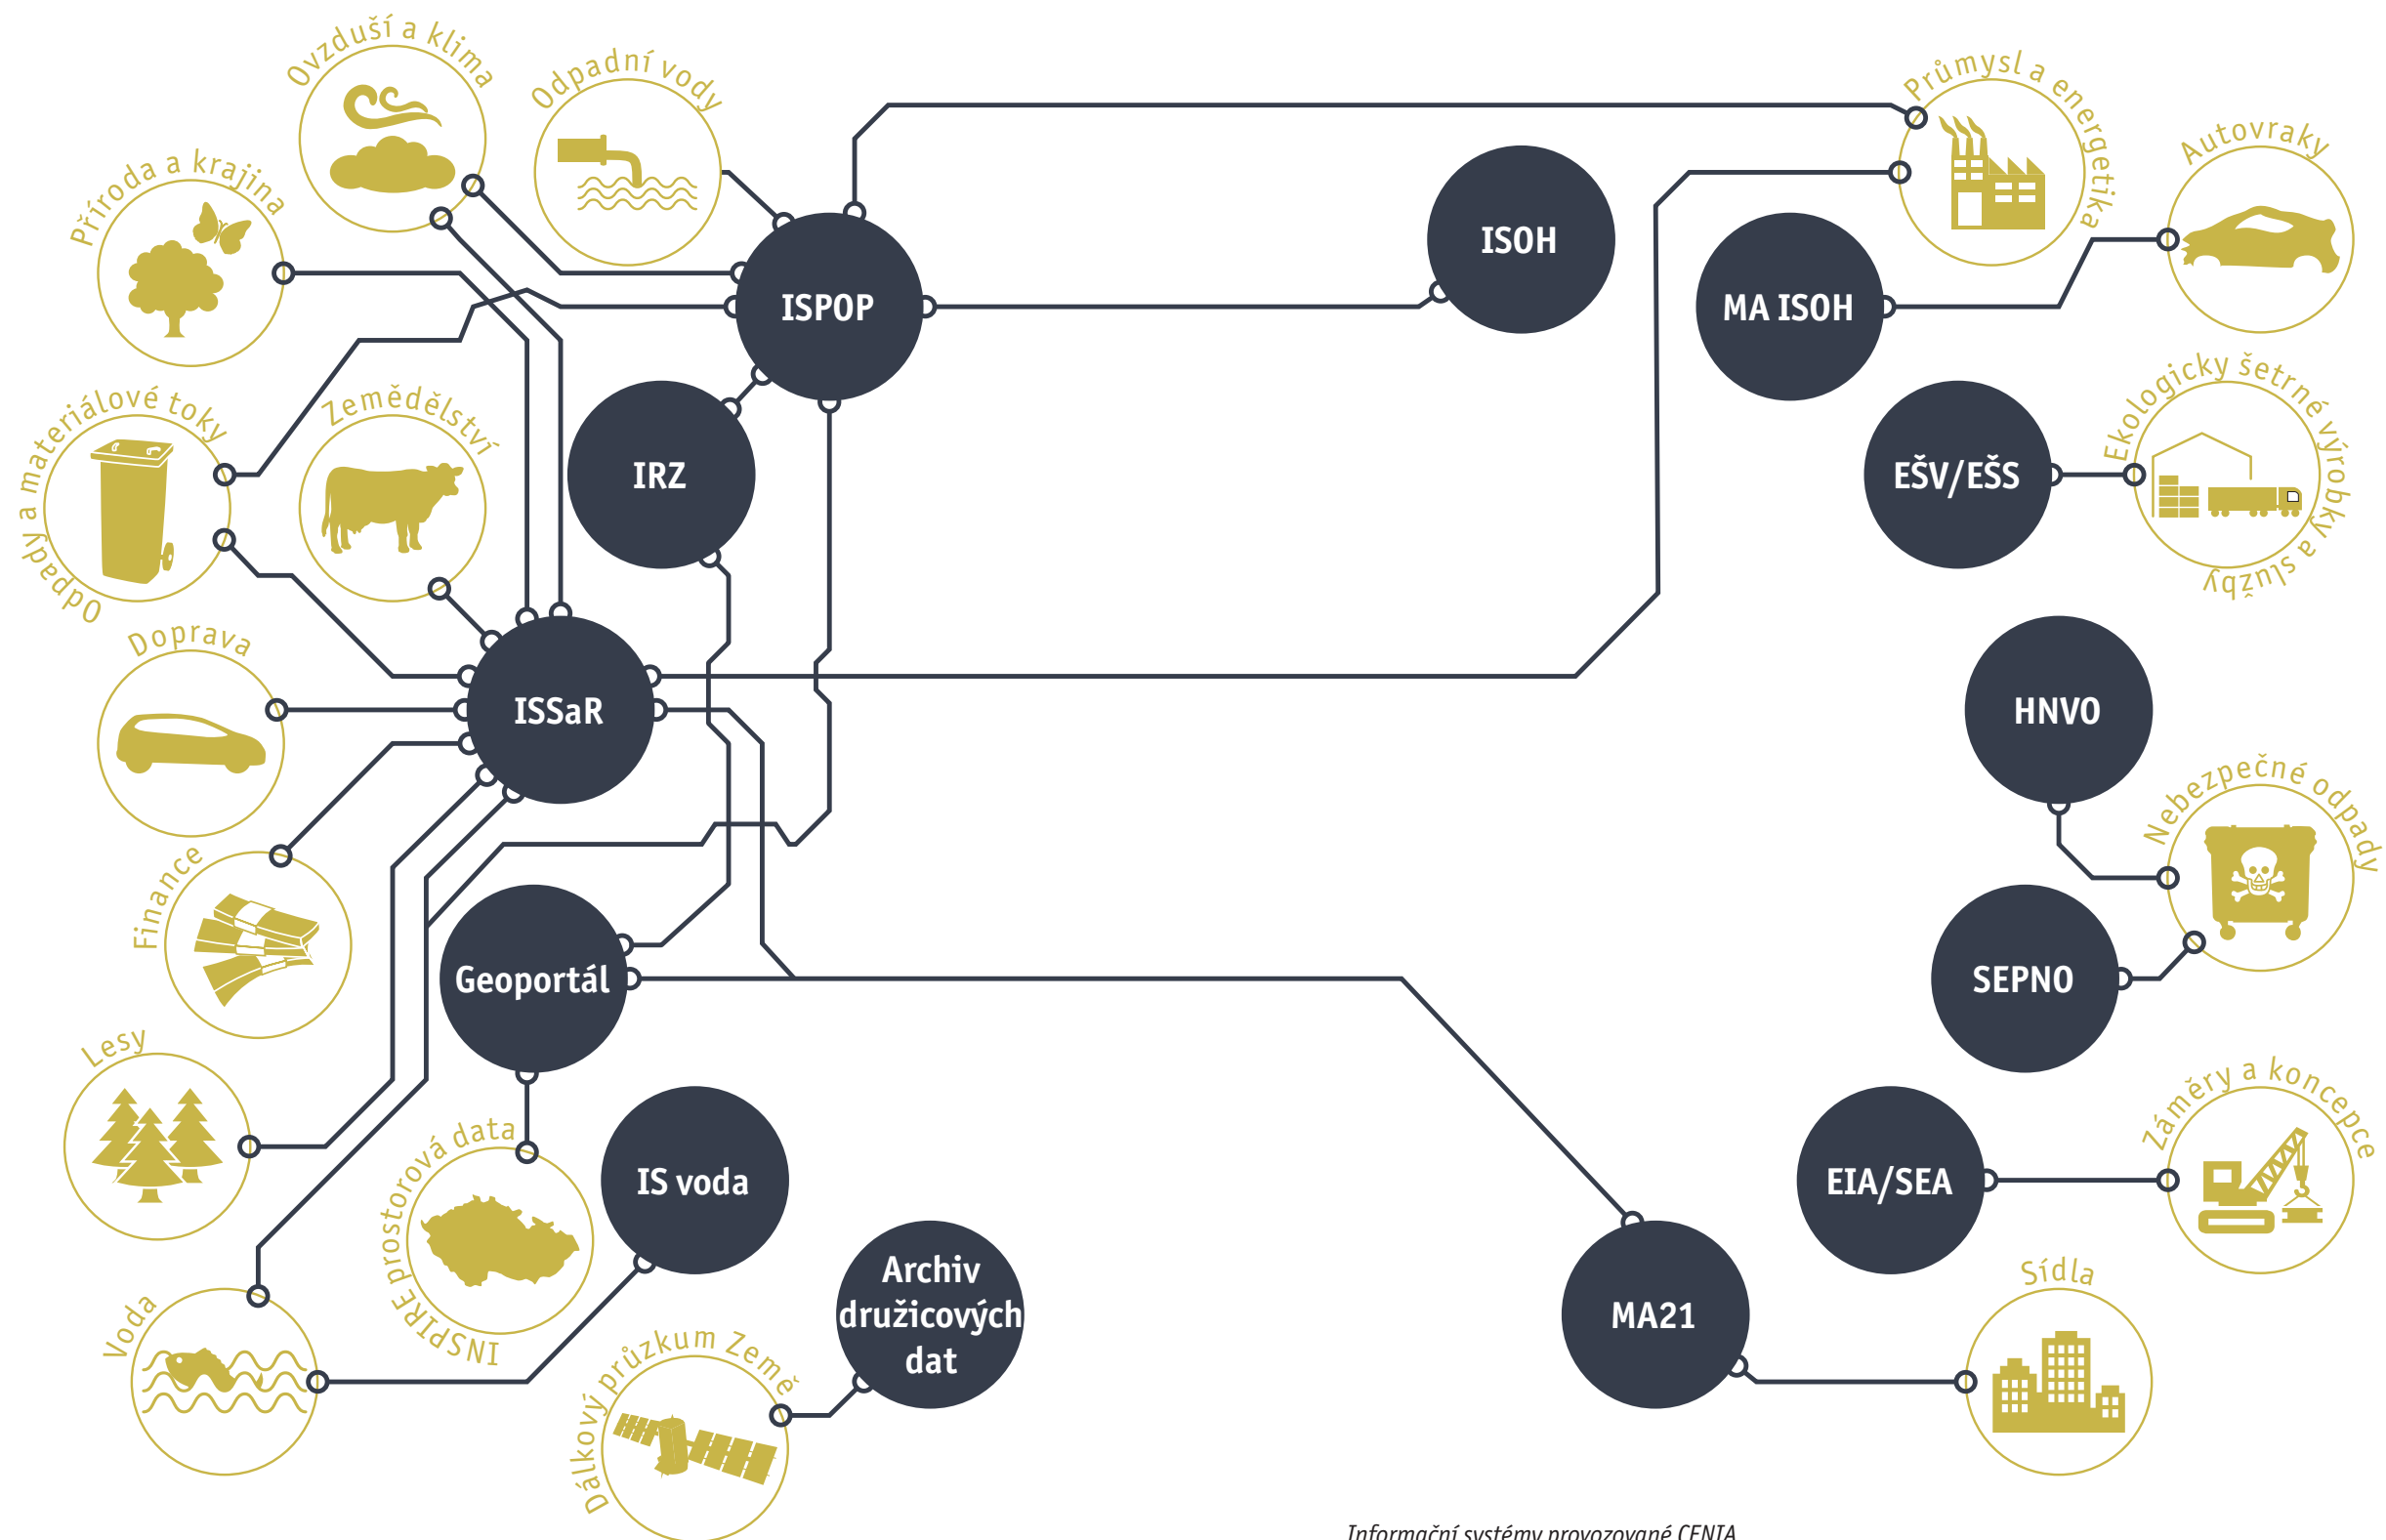 Ovzduší a klima
Odpadní vody
Průmysl a energetika
Autovraky
Příroda a krajina
ISOH
ISPOP
MA ISOH
Odpady a materiálové toky
Zemědělství
IRZ
EŠV/EŠS
Ekologicky šetrné výrobky a služby
Doprava
ISSaR
HNVO
Nebezpečné odpady
Finance
Geoportál
SEPNO
Lesy
INSPIRE prostorová data
IS voda
EIA/SEA
Záměry a koncepce
Voda
Archiv
družicových
dat
MA21
Sídla
Dálkový průzkum Země
Informační systémy provozované CENIA